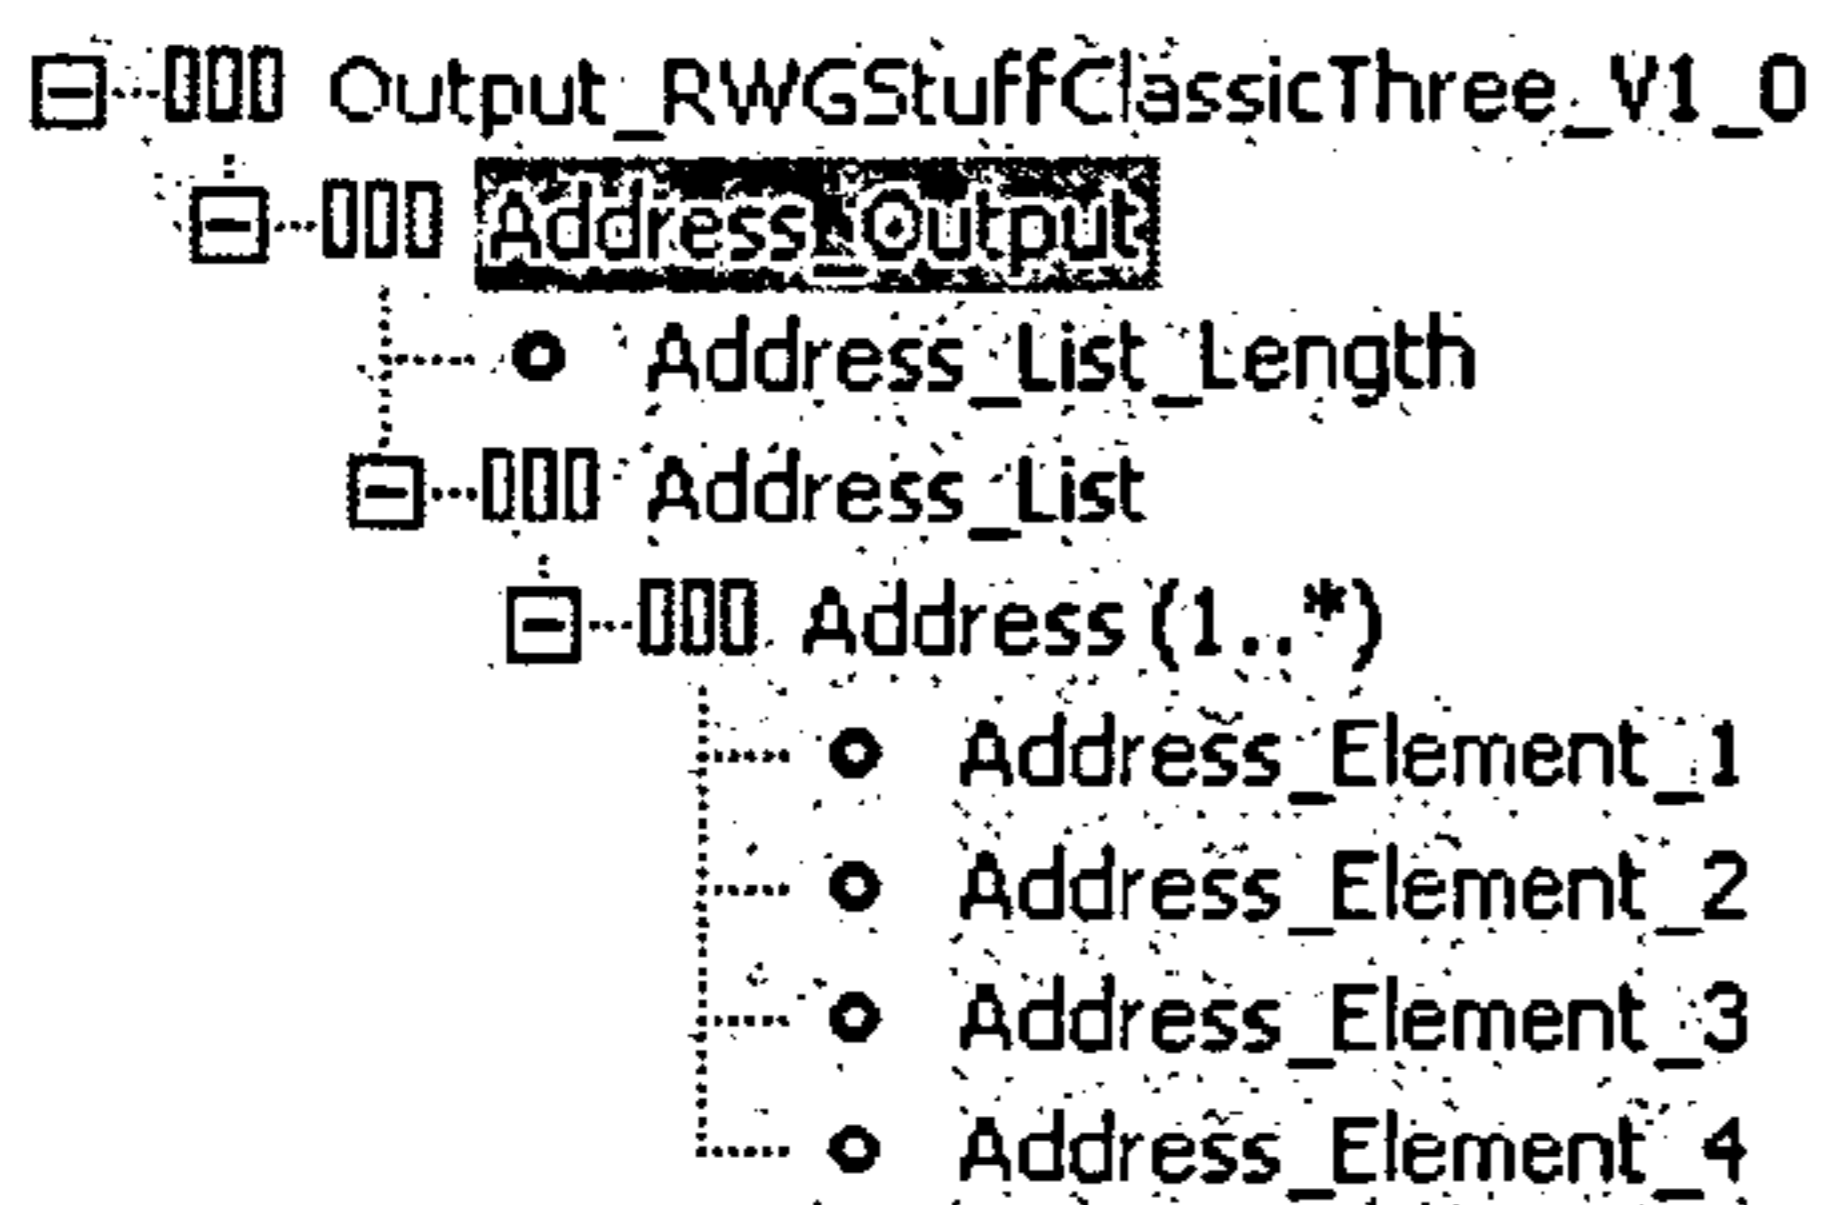 Output_RWGStuffClassicThree_V1_0
Address_Output
Address_List_Length
Address_List
Address (1..*)
Address_Element_1
Address_Element_2
Address_Element_3
Address_Element_4